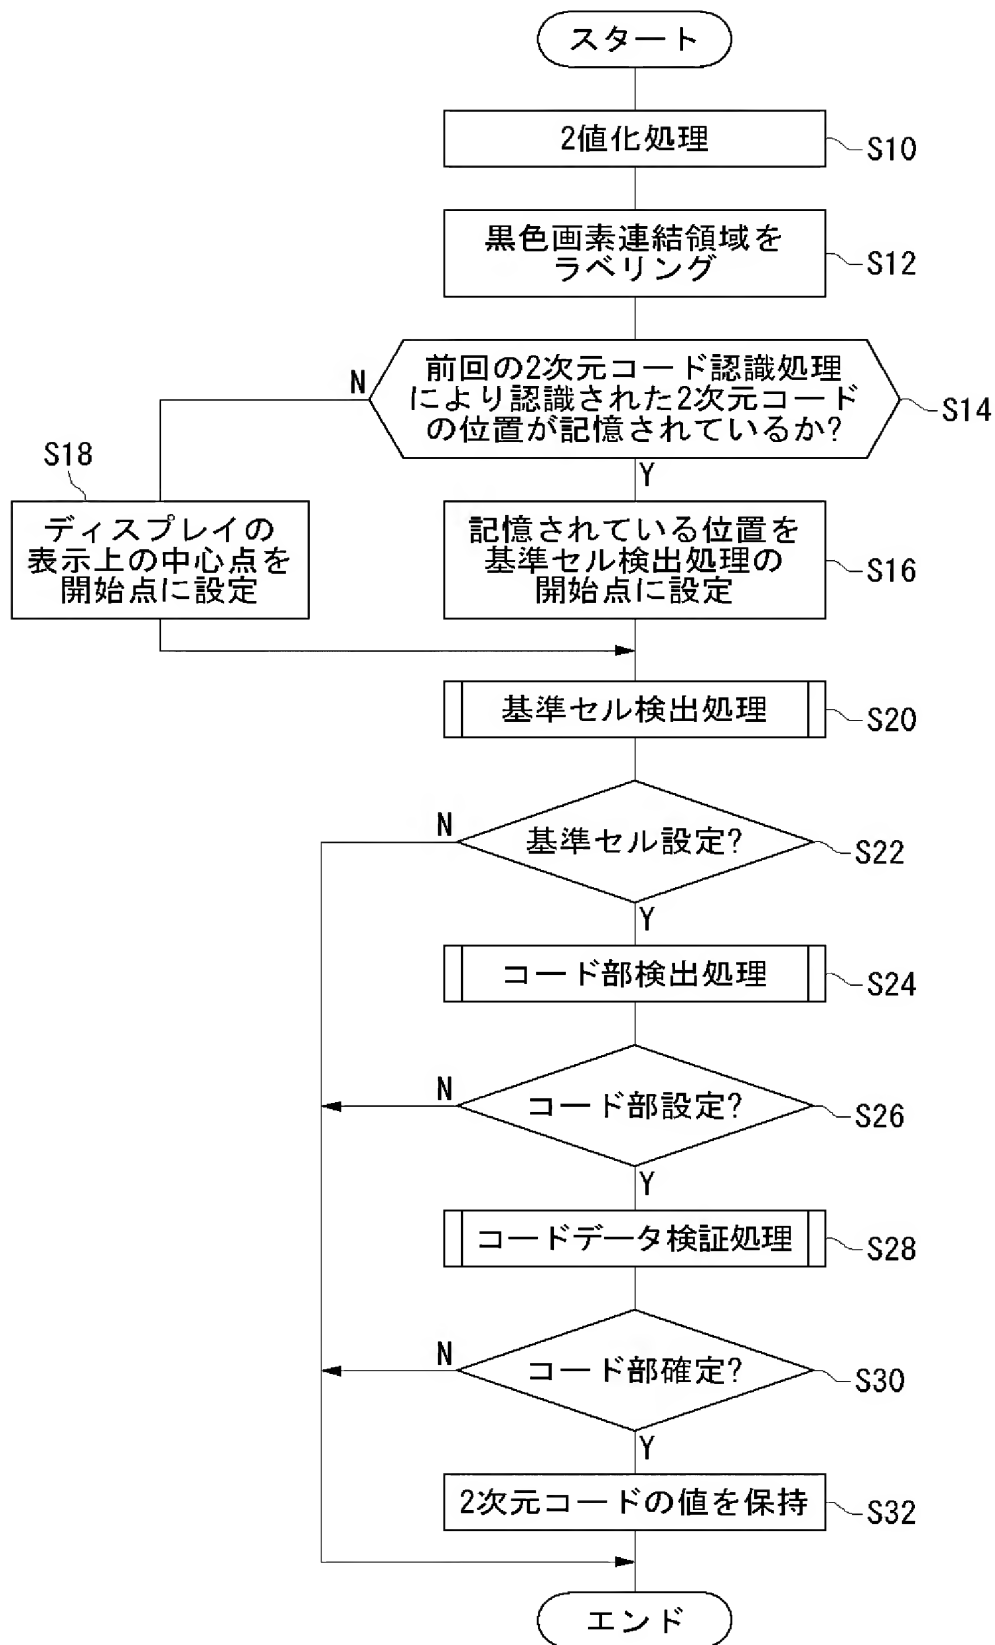 スタート
2値化処理
S10
黒色画素連結領域を
ラベリング
S12
前回の2次元コード認識処理
により認識された2次元コード
の位置が記憶されているか?
S14
N
Y
S18
ディスプレイの
表示上の中心点を
開始点に設定
記憶されている位置を
基準セル検出処理の
開始点に設定
S16
基準セル検出処理
S20
基準セル設定?
S22
N
Y
コード部検出処理
S24
コード部設定?
S26
N
Y
コードデータ検証処理
S28
コード部確定?
S30
N
Y
2次元コードの値を保持
S32
エンド